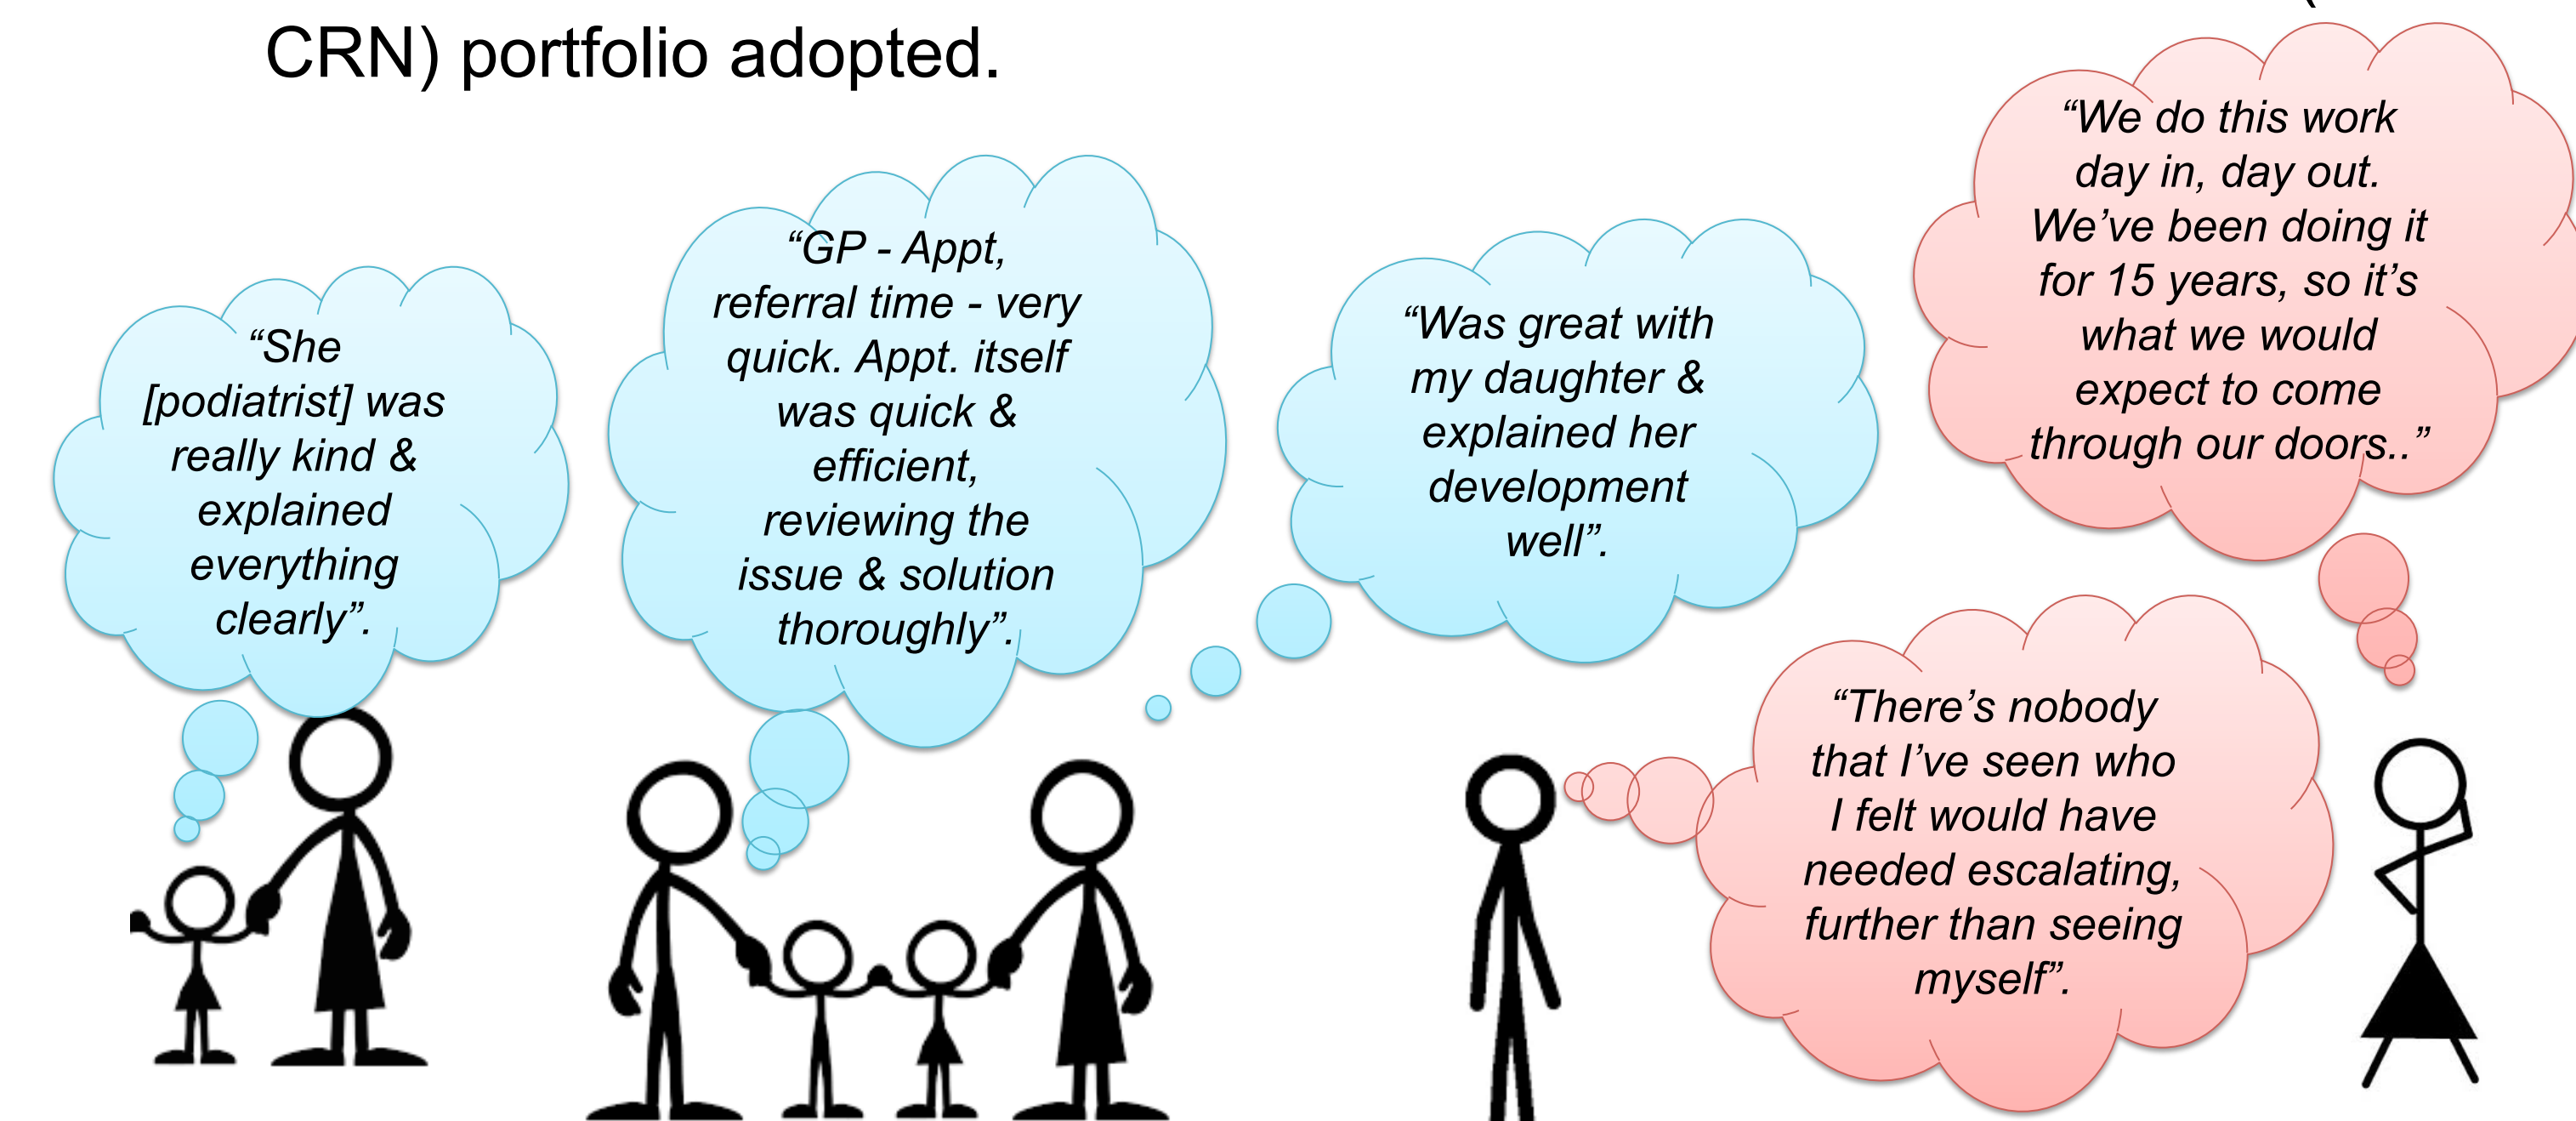 CRN) portfolio adopted.
“She
[podiatrist] was
really kind &
explained
everything
clearly”.
“GP - Appt,
referral time - very
quick. Appt. itself
was quick &
efficient,
reviewing the
issue & solution
thoroughly”.
“Was great with
my daughter &
explained her
development
well”.
“We do this work
day in, day out.
We’ve been doing it
for 15 years, so it’s
what we would
expect to come
through our doors..”
“There’s nobody
that I’ve seen who
I felt would have
needed escalating,
further than seeing
myself”.